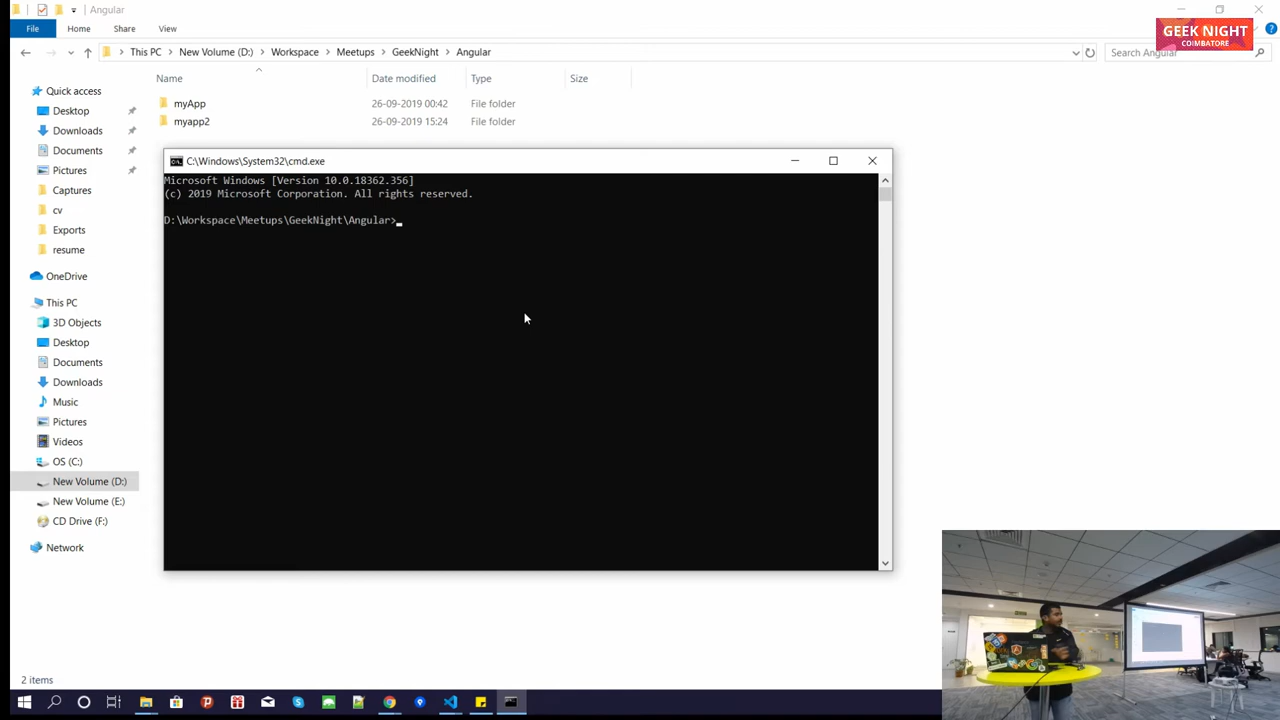 Angular
File Home Share View
This PC New Volume (D:) Workspace Meetups GeekNight Angular
Search Angular
GEEK NIGHT
COIMBATORE
Name Date modified Type Size
Quick access
Desktop
Downloads
Documents
Pictures
Captures
cv
Exports
resume
OneDrive
This PC
3D Objects
Desktop
Documents
Downloads
Music
Pictures
Videos
OS (C:)
New Volume (D:)
New Volume (E:)
CD Drive (F:)
Network
myApp 26-09-2019 00:42 File folder
myapp2 26-09-2019 15:24 File folder
C:\Windows\System32\cmd.exe
Microsoft Windows [Version 10.0.18362.356]
(c) 2019 Microsoft Corporation. All rights reserved.
D:\Workspace\Meetups\GeekNight\Angular>_
2 items